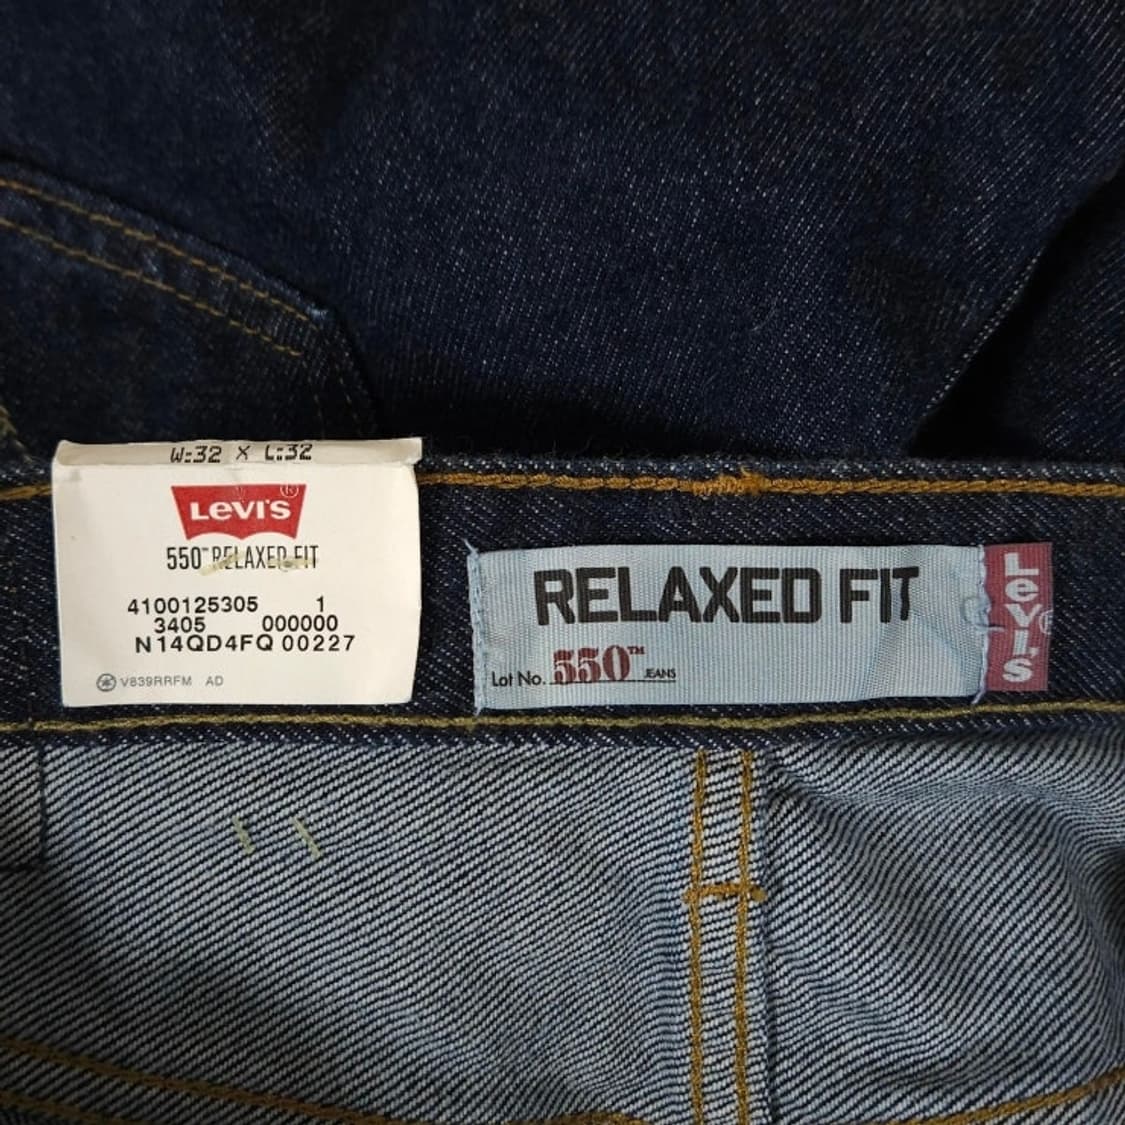 W:32 X L:32
LEVI'S®
550™ RELAXED FIT
4100125305 1
3405 000000
N14QD4FQ 00227
V839RRFM AD
RELAXED FIT
Lot No. 550™ JEANS
Levi's®